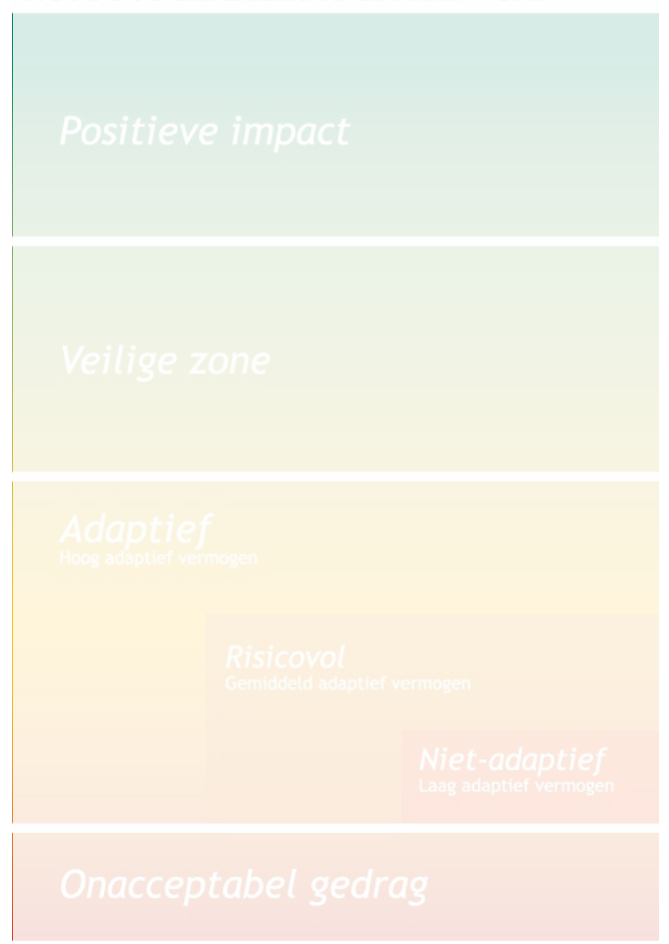 Positieve impact
Veilige zone
Adaptief
Hoog adaptief vermogen
Risicovol
Gemiddeld adaptief vermogen
Niet-adaptief
Laag adaptief vermogen
Onacceptabel gedrag